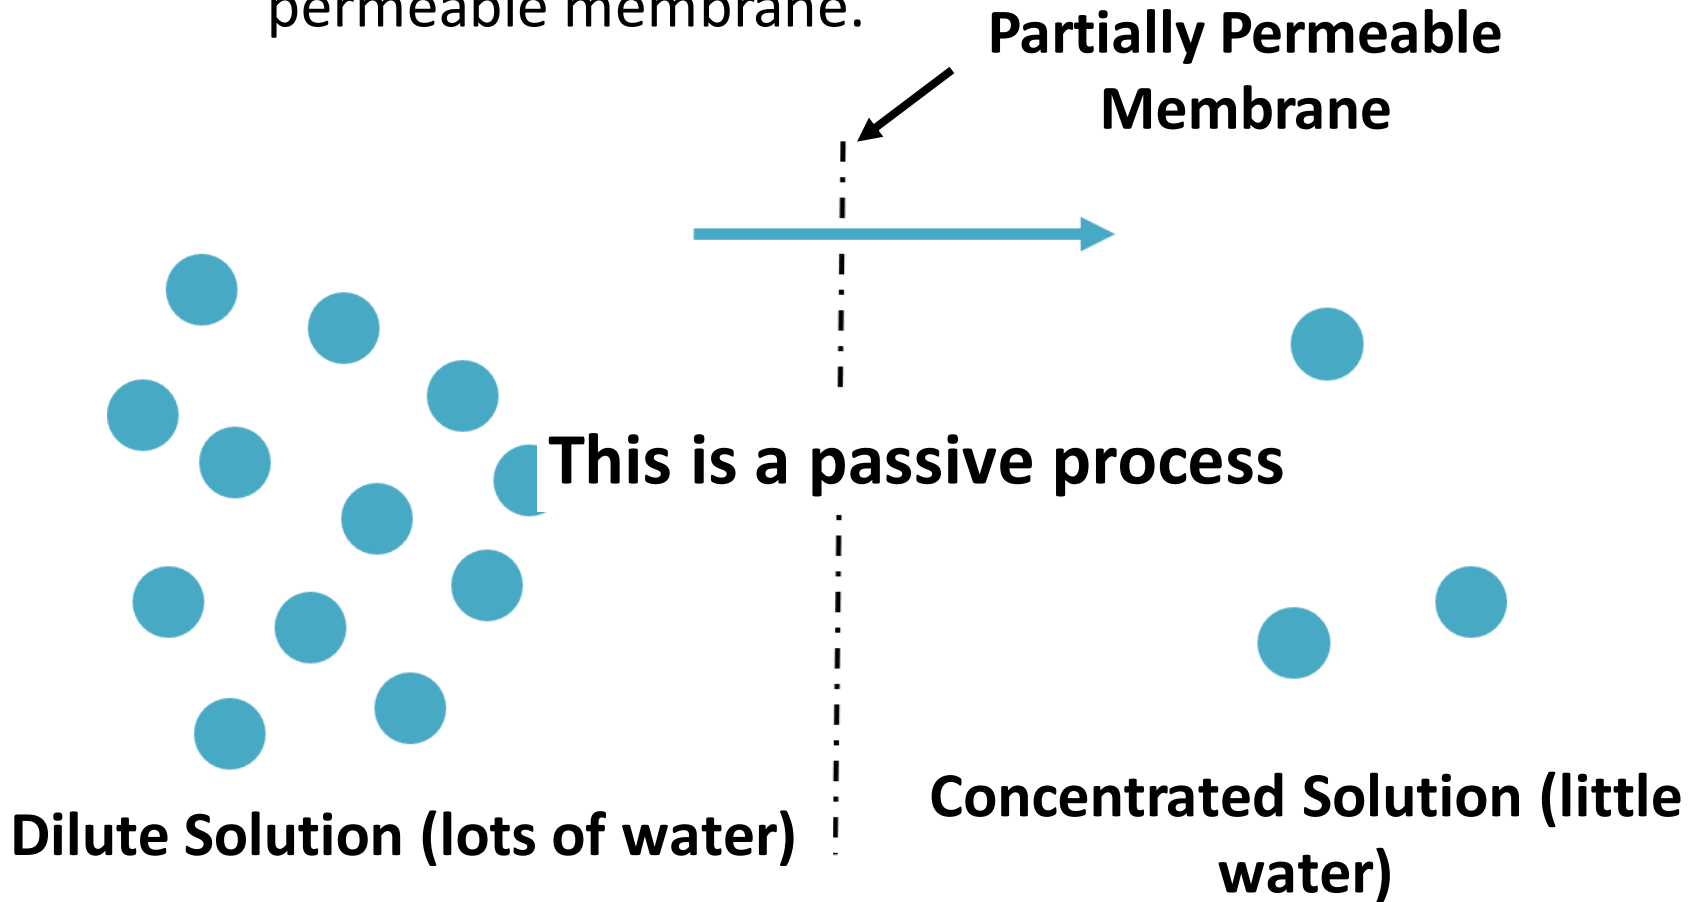 permeable membrane.
Partially Permeable
Membrane
This is a passive process
Dilute Solution (lots of water)
Concentrated Solution (little
water)